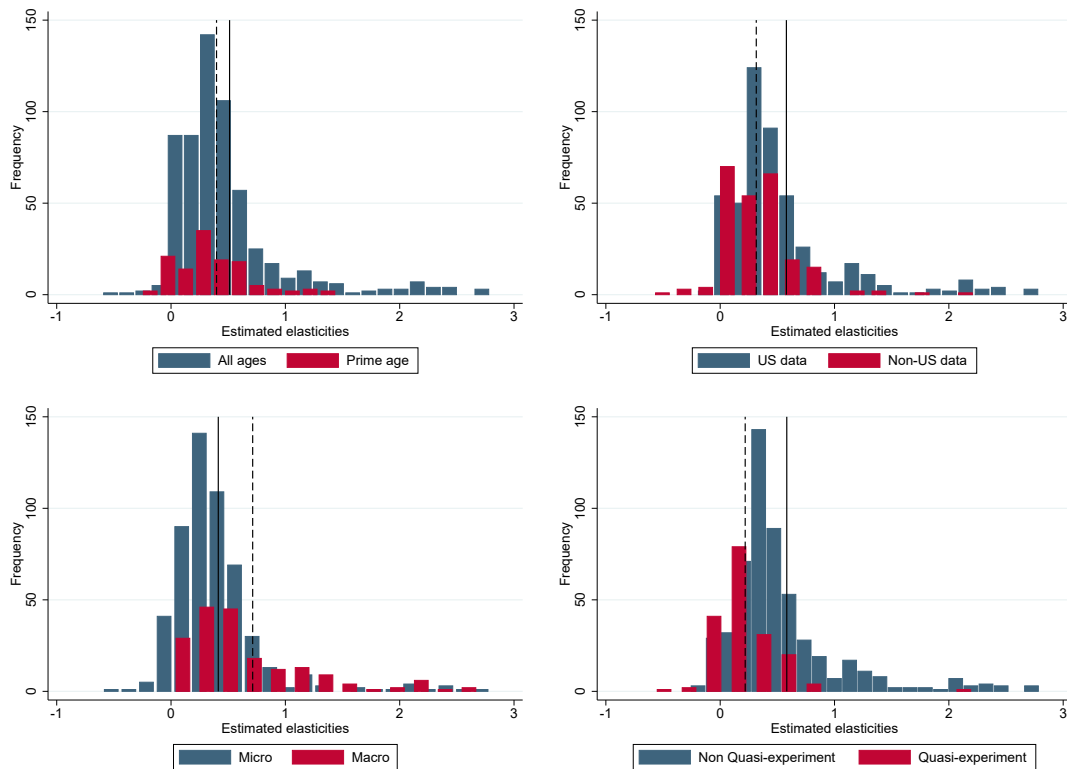 150
100
50
0
Frequency
-1 0 1 2 3
Estimated elasticities
All ages Prime age
150
100
50
0
Frequency
-1 0 1 2 3
Estimated elasticities
US data Non-US data
150
100
50
0
Frequency
-1 0 1 2 3
Estimated elasticities
Micro Macro
150
100
50
0
Frequency
-1 0 1 2 3
Estimated elasticities
Non Quasi-experiment Quasi-experiment